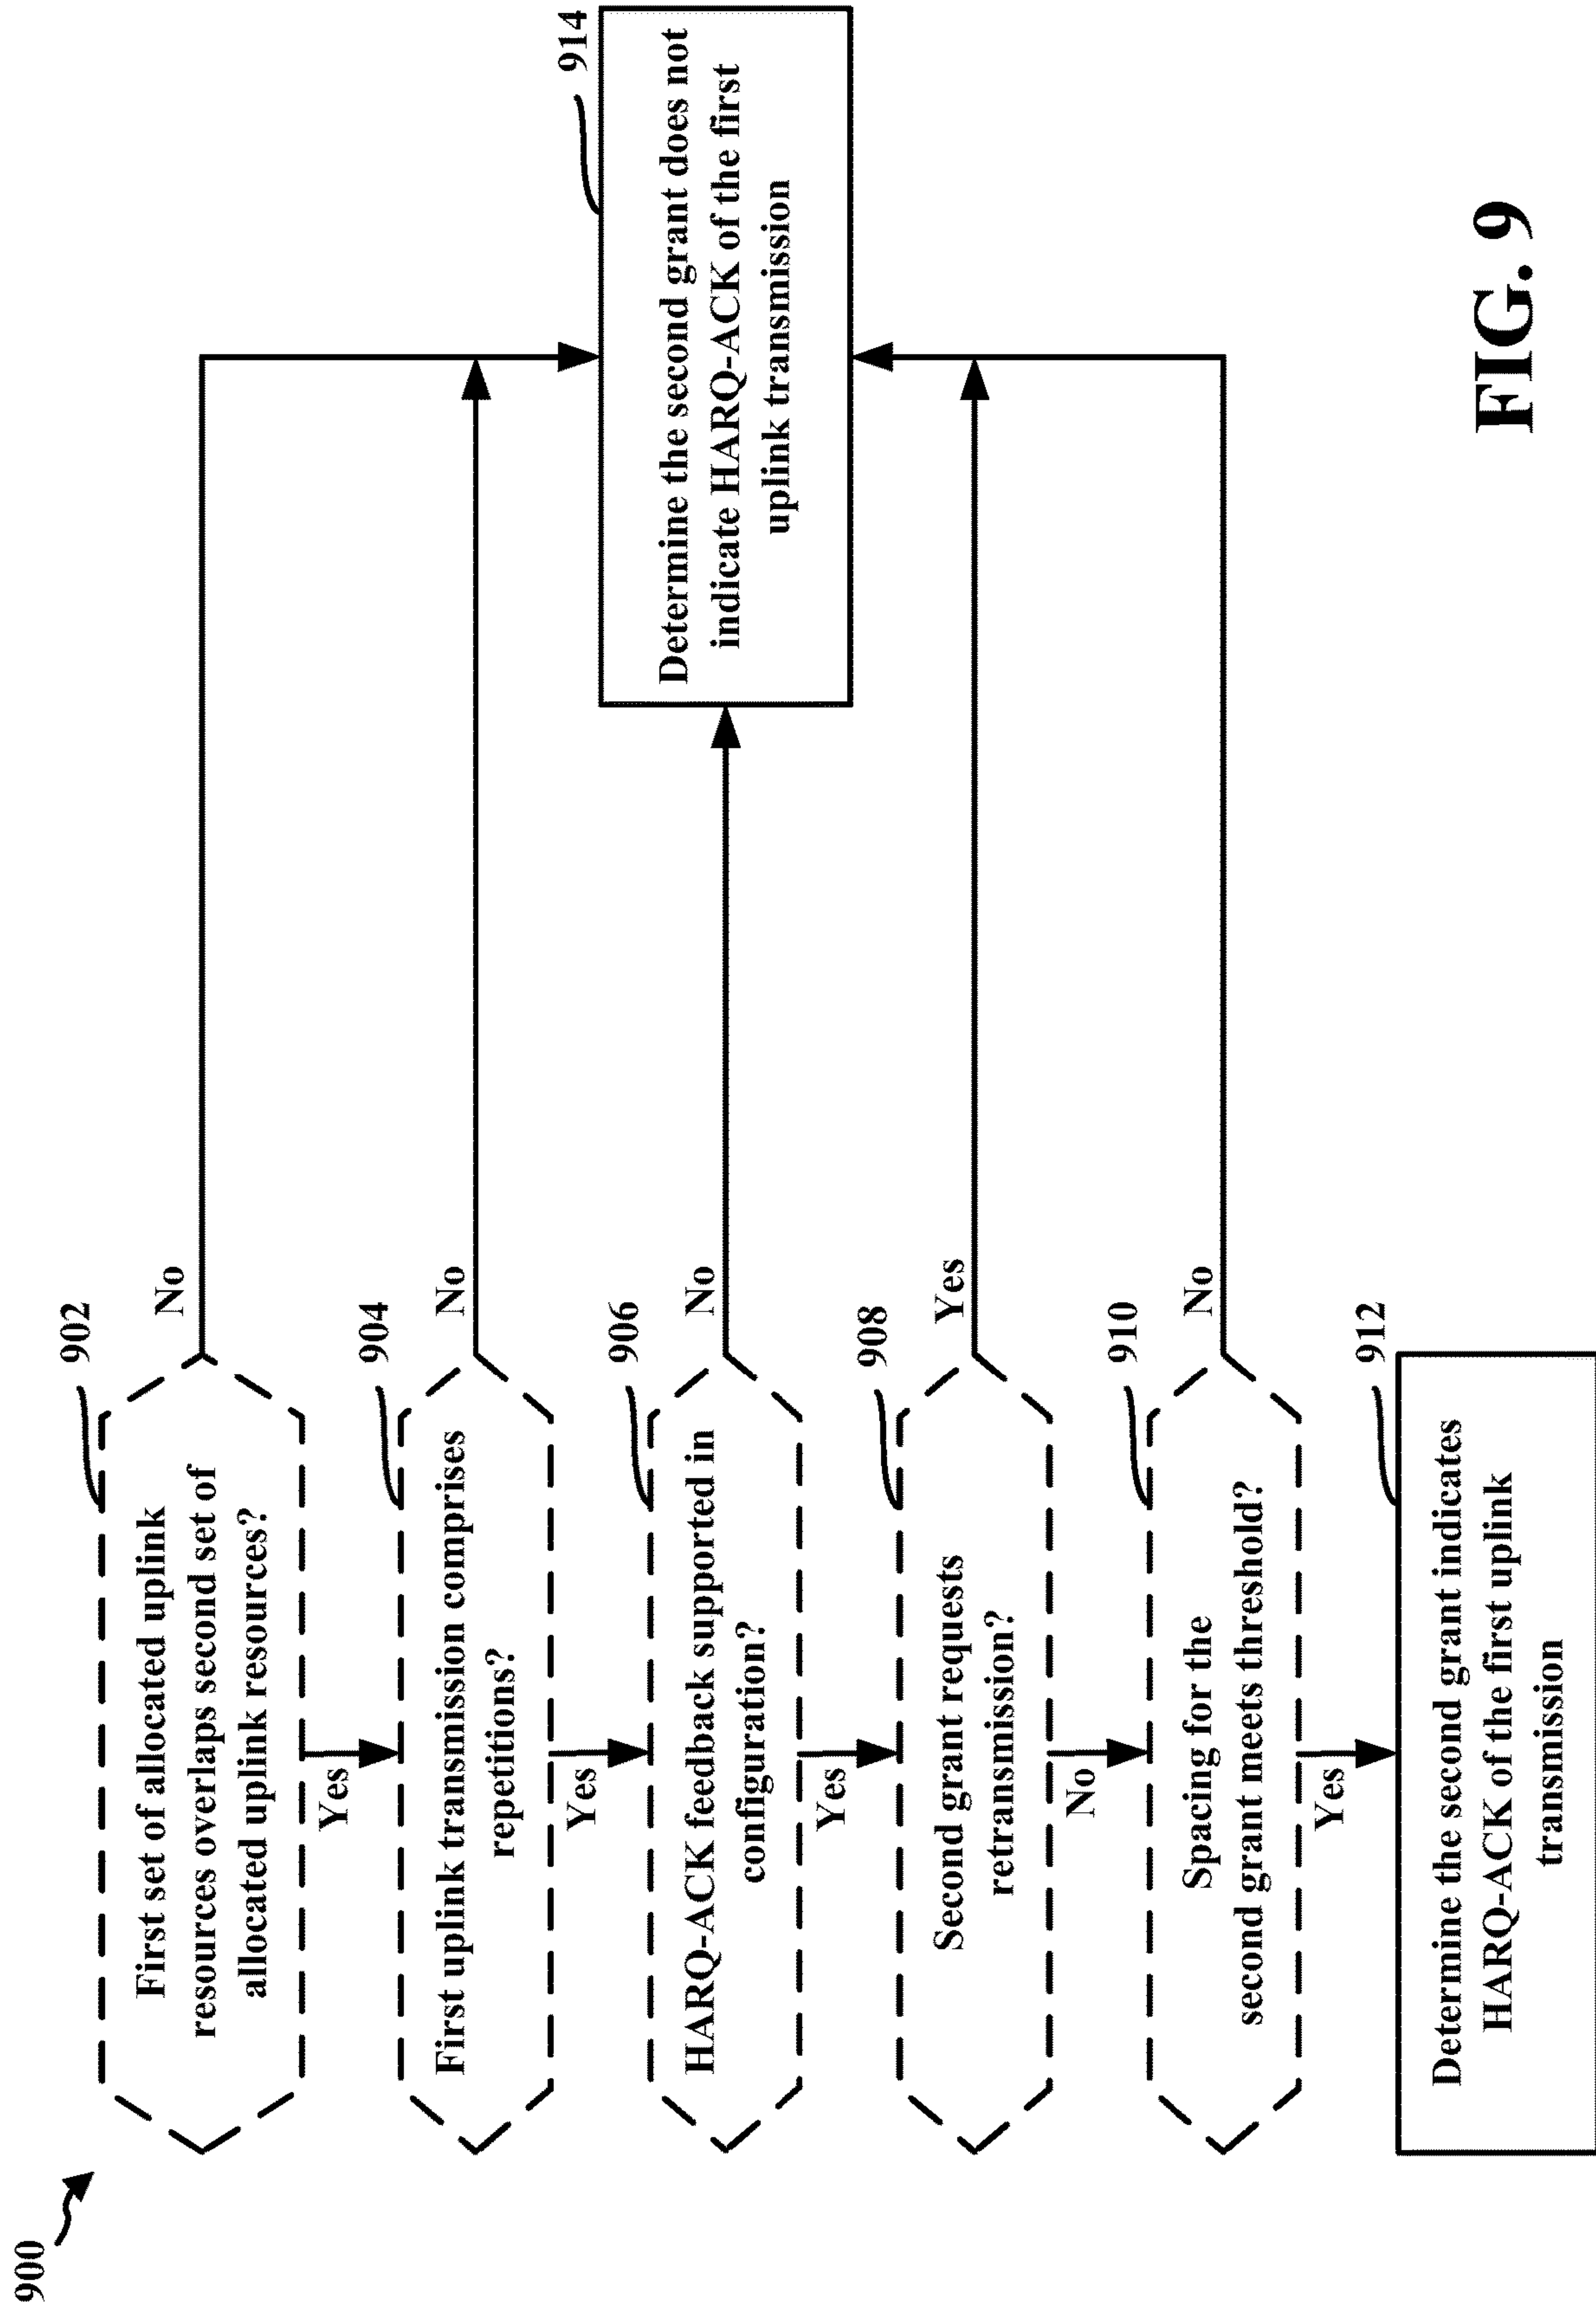 900
902
First set of allocated uplink
resources overlaps second set of
allocated uplink resources?
No
Yes
904
First uplink transmission comprises
repetitions?
No
Yes
906
HARQ-ACK feedback supported in
configuration?
No
Yes
908
Second grant requests
retransmission?
Yes
No
910
Spacing for the
second grant meets threshold?
No
Yes
912
Determine the second grant indicates
HARQ-ACK of the first uplink
transmission
914
Determine the second grant does not
indicate HARQ-ACK of the first
uplink transmission
FIG. 9